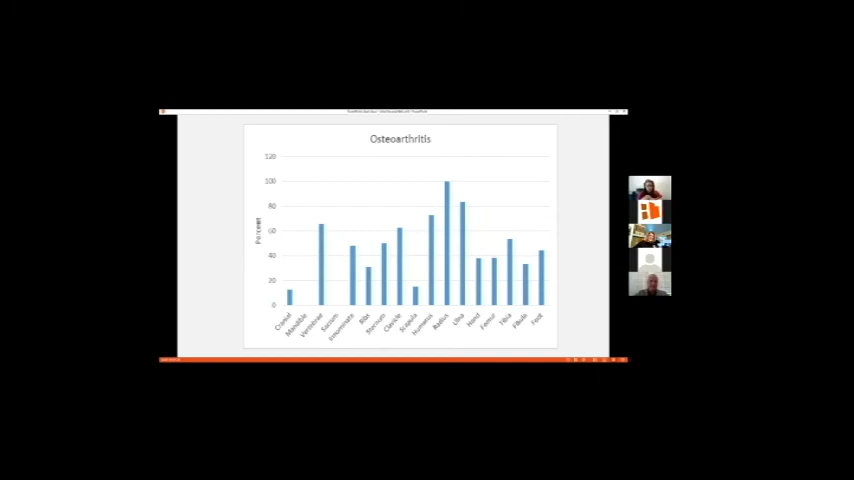 Osteoarthritis
120
100
80
60
40
20
0
Percent
Cranial
Mandible
Vertebrae
Sacrum
Innominate
Ribs
Sternum
Clavicle
Scapula
Humerus
Radius
Ulna
Hand
Femur
Tibia
Fibula
Foot